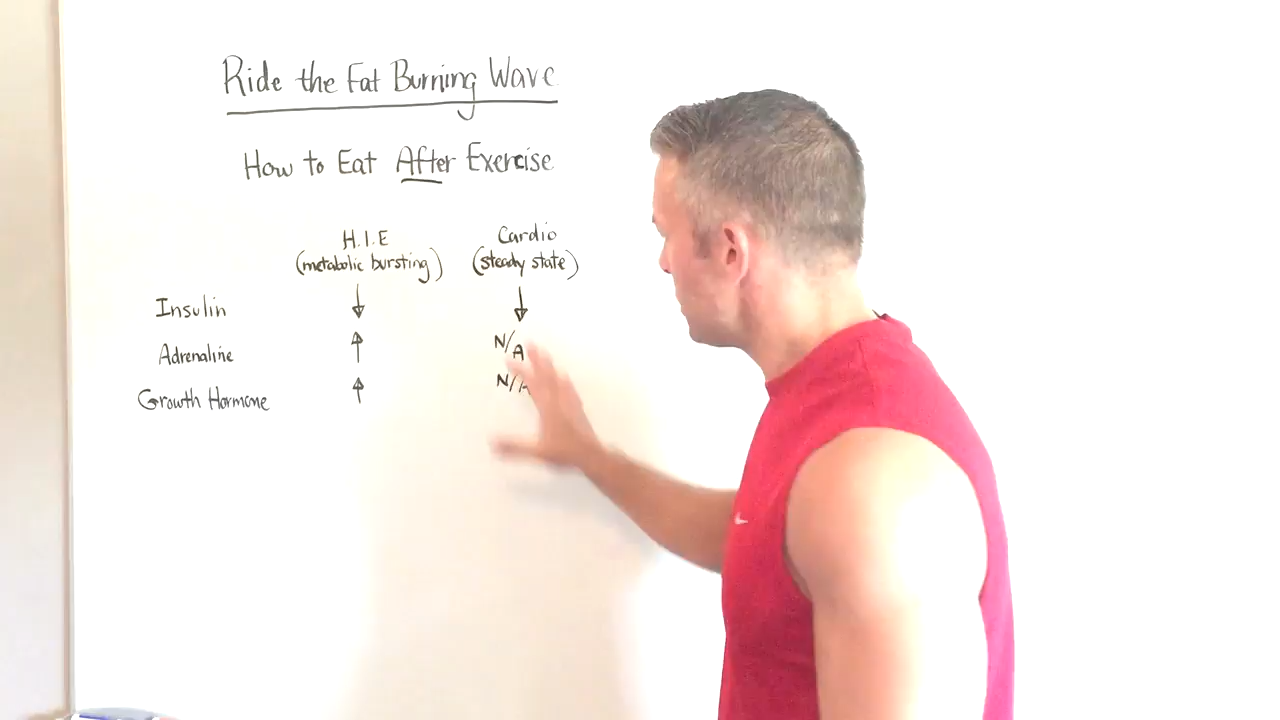 Ride the Fat Burning Wave
How to Eat After Exercise
H.I.E Cardio
(metabolic bursting) (steady state)
Insulin ↓ ↓
Adrenaline ↑ N/A
Growth Hormone ↑ N/A